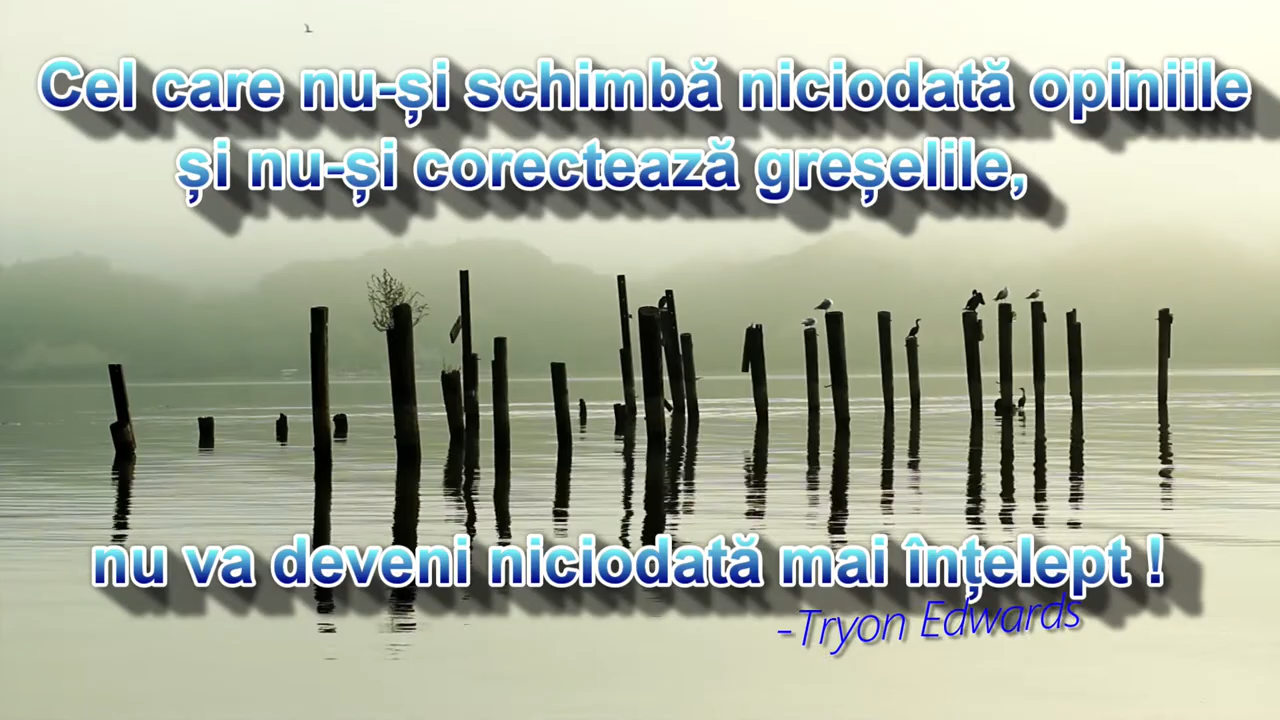 Cel care nu-și schimbă niciodată opiniile
și nu-și corectează greșelile,
nu va deveni niciodată mai înțelept !
-Tryon Edwards